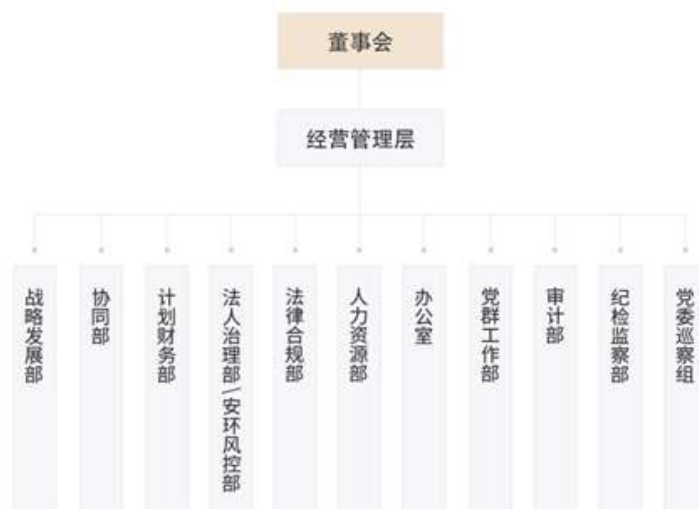 董事会
经营管理层
战略发展部
协同部
计划财务部
法人治理部\安环风控部
法律合规部
人力资源部
办公室
党群工作部
审计部
纪检监察部
党委巡察组